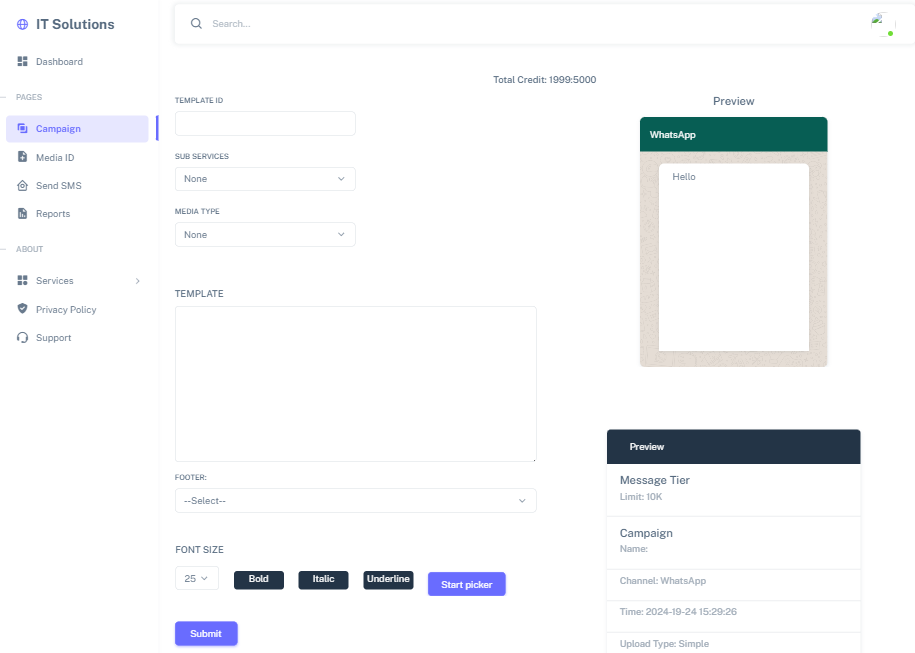 IT Solutions
Dashboard
PAGES
Campaign
Media ID
Send SMS
Reports
ABOUT
Services
Privacy Policy
Support
Search...
Total Credit: 1999:5000
TEMPLATE ID
SUB SERVICES
None
MEDIA TYPE
None
TEMPLATE
FOOTER:
--Select--
FONT SIZE
25
Bold
Italic
Underline
Start picker
Submit
Preview
WhatsApp
Hello
Preview
Message Tier
Limit: 10K
Campaign
Name:
Channel: WhatsApp
Time: 2024-19-24 15:29:26
Upload Type: Simple